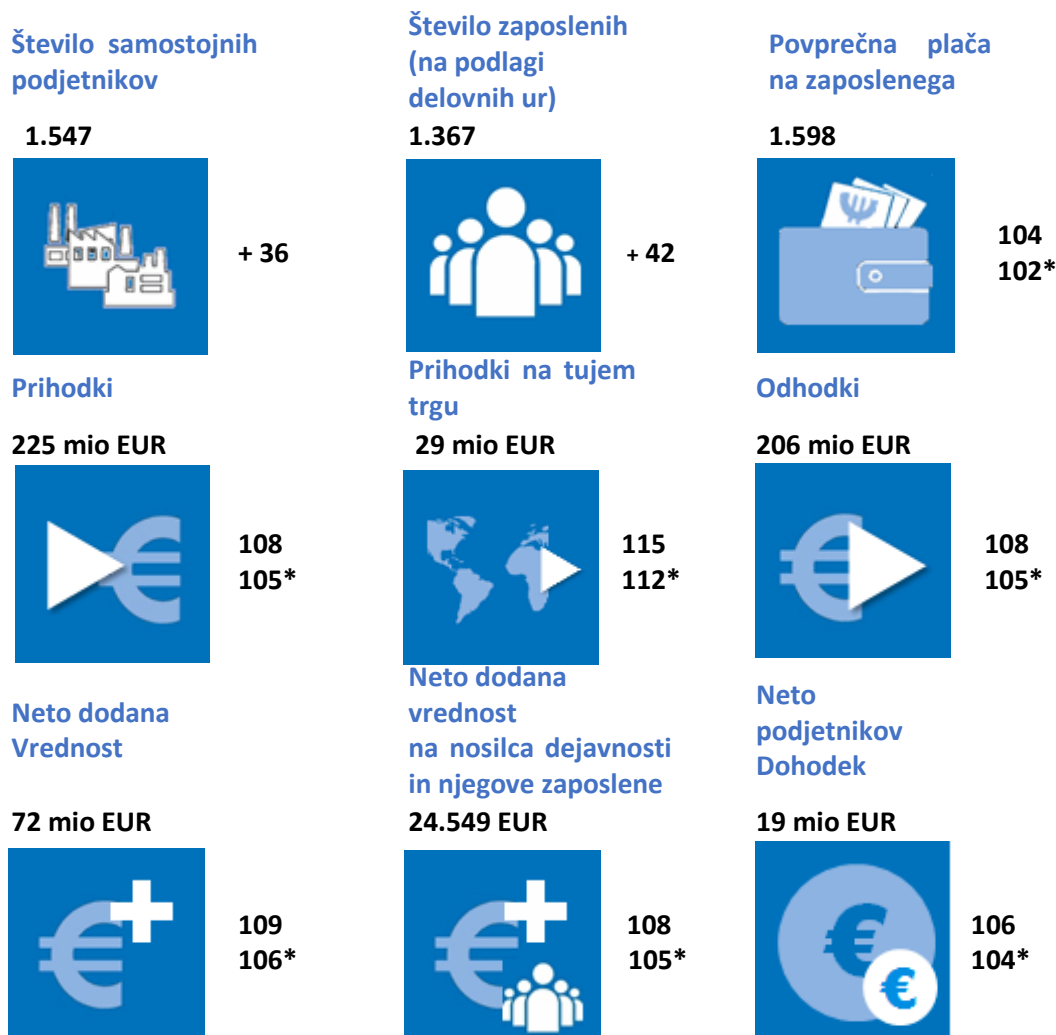 Število samostojnih
podjetnikov
1.547
+ 36
Število zaposlenih
(na podlagi
delovnih ur)
1.367
+ 42
Povprečna plača
na zaposlenega
1.598
104
102*
Prihodki
225 mio EUR
108
105*
Prihodki na tujem
trgu
29 mio EUR
115
112*
Odhodki
206 mio EUR
108
105*
Neto dodana
Vrednost
72 mio EUR
109
106*
Neto dodana
vrednost
na nosilca dejavnosti
in njegove zaposlene
24.549 EUR
108
105*
Neto
podjetnikov
Dohodek
19 mio EUR
106
104*